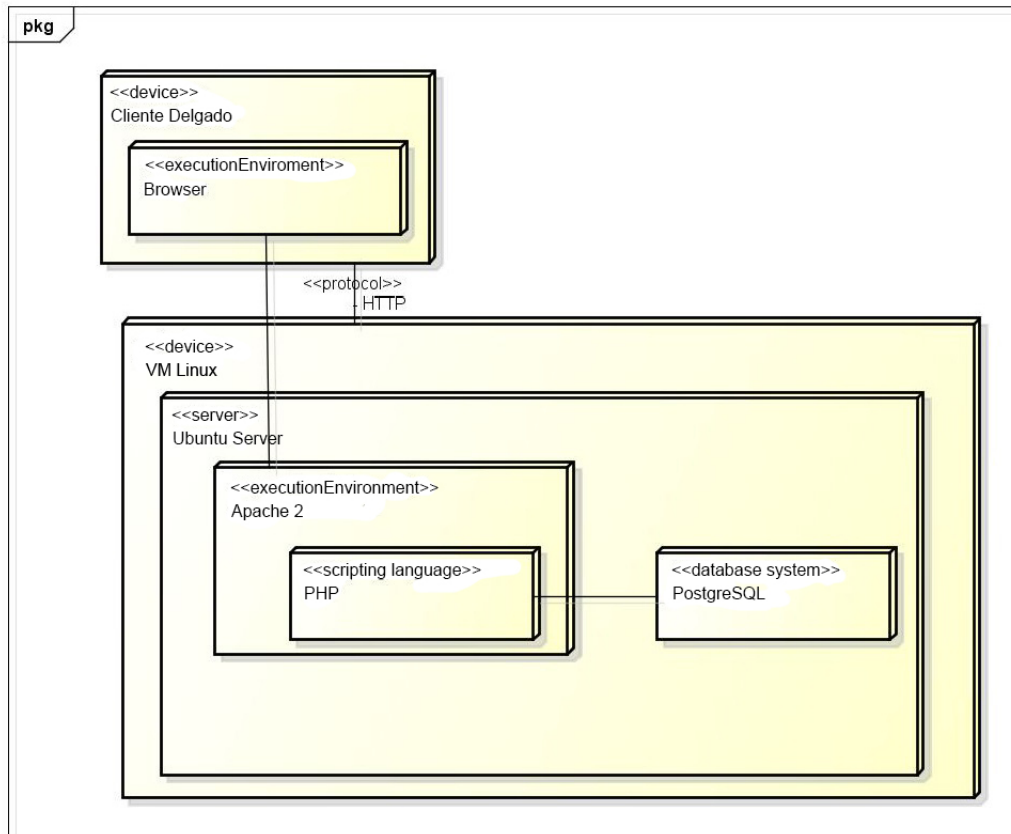 pkg
<<device>>
Cliente Delgado
<<executionEnviroment>>
Browser
<<protocol>>
- HTTP
<<device>>
VM Linux
<<server>>
Ubuntu Server
<<executionEnvironment>>
Apache 2
<<scripting language>>
PHP
<<database system>>
PostgreSQL